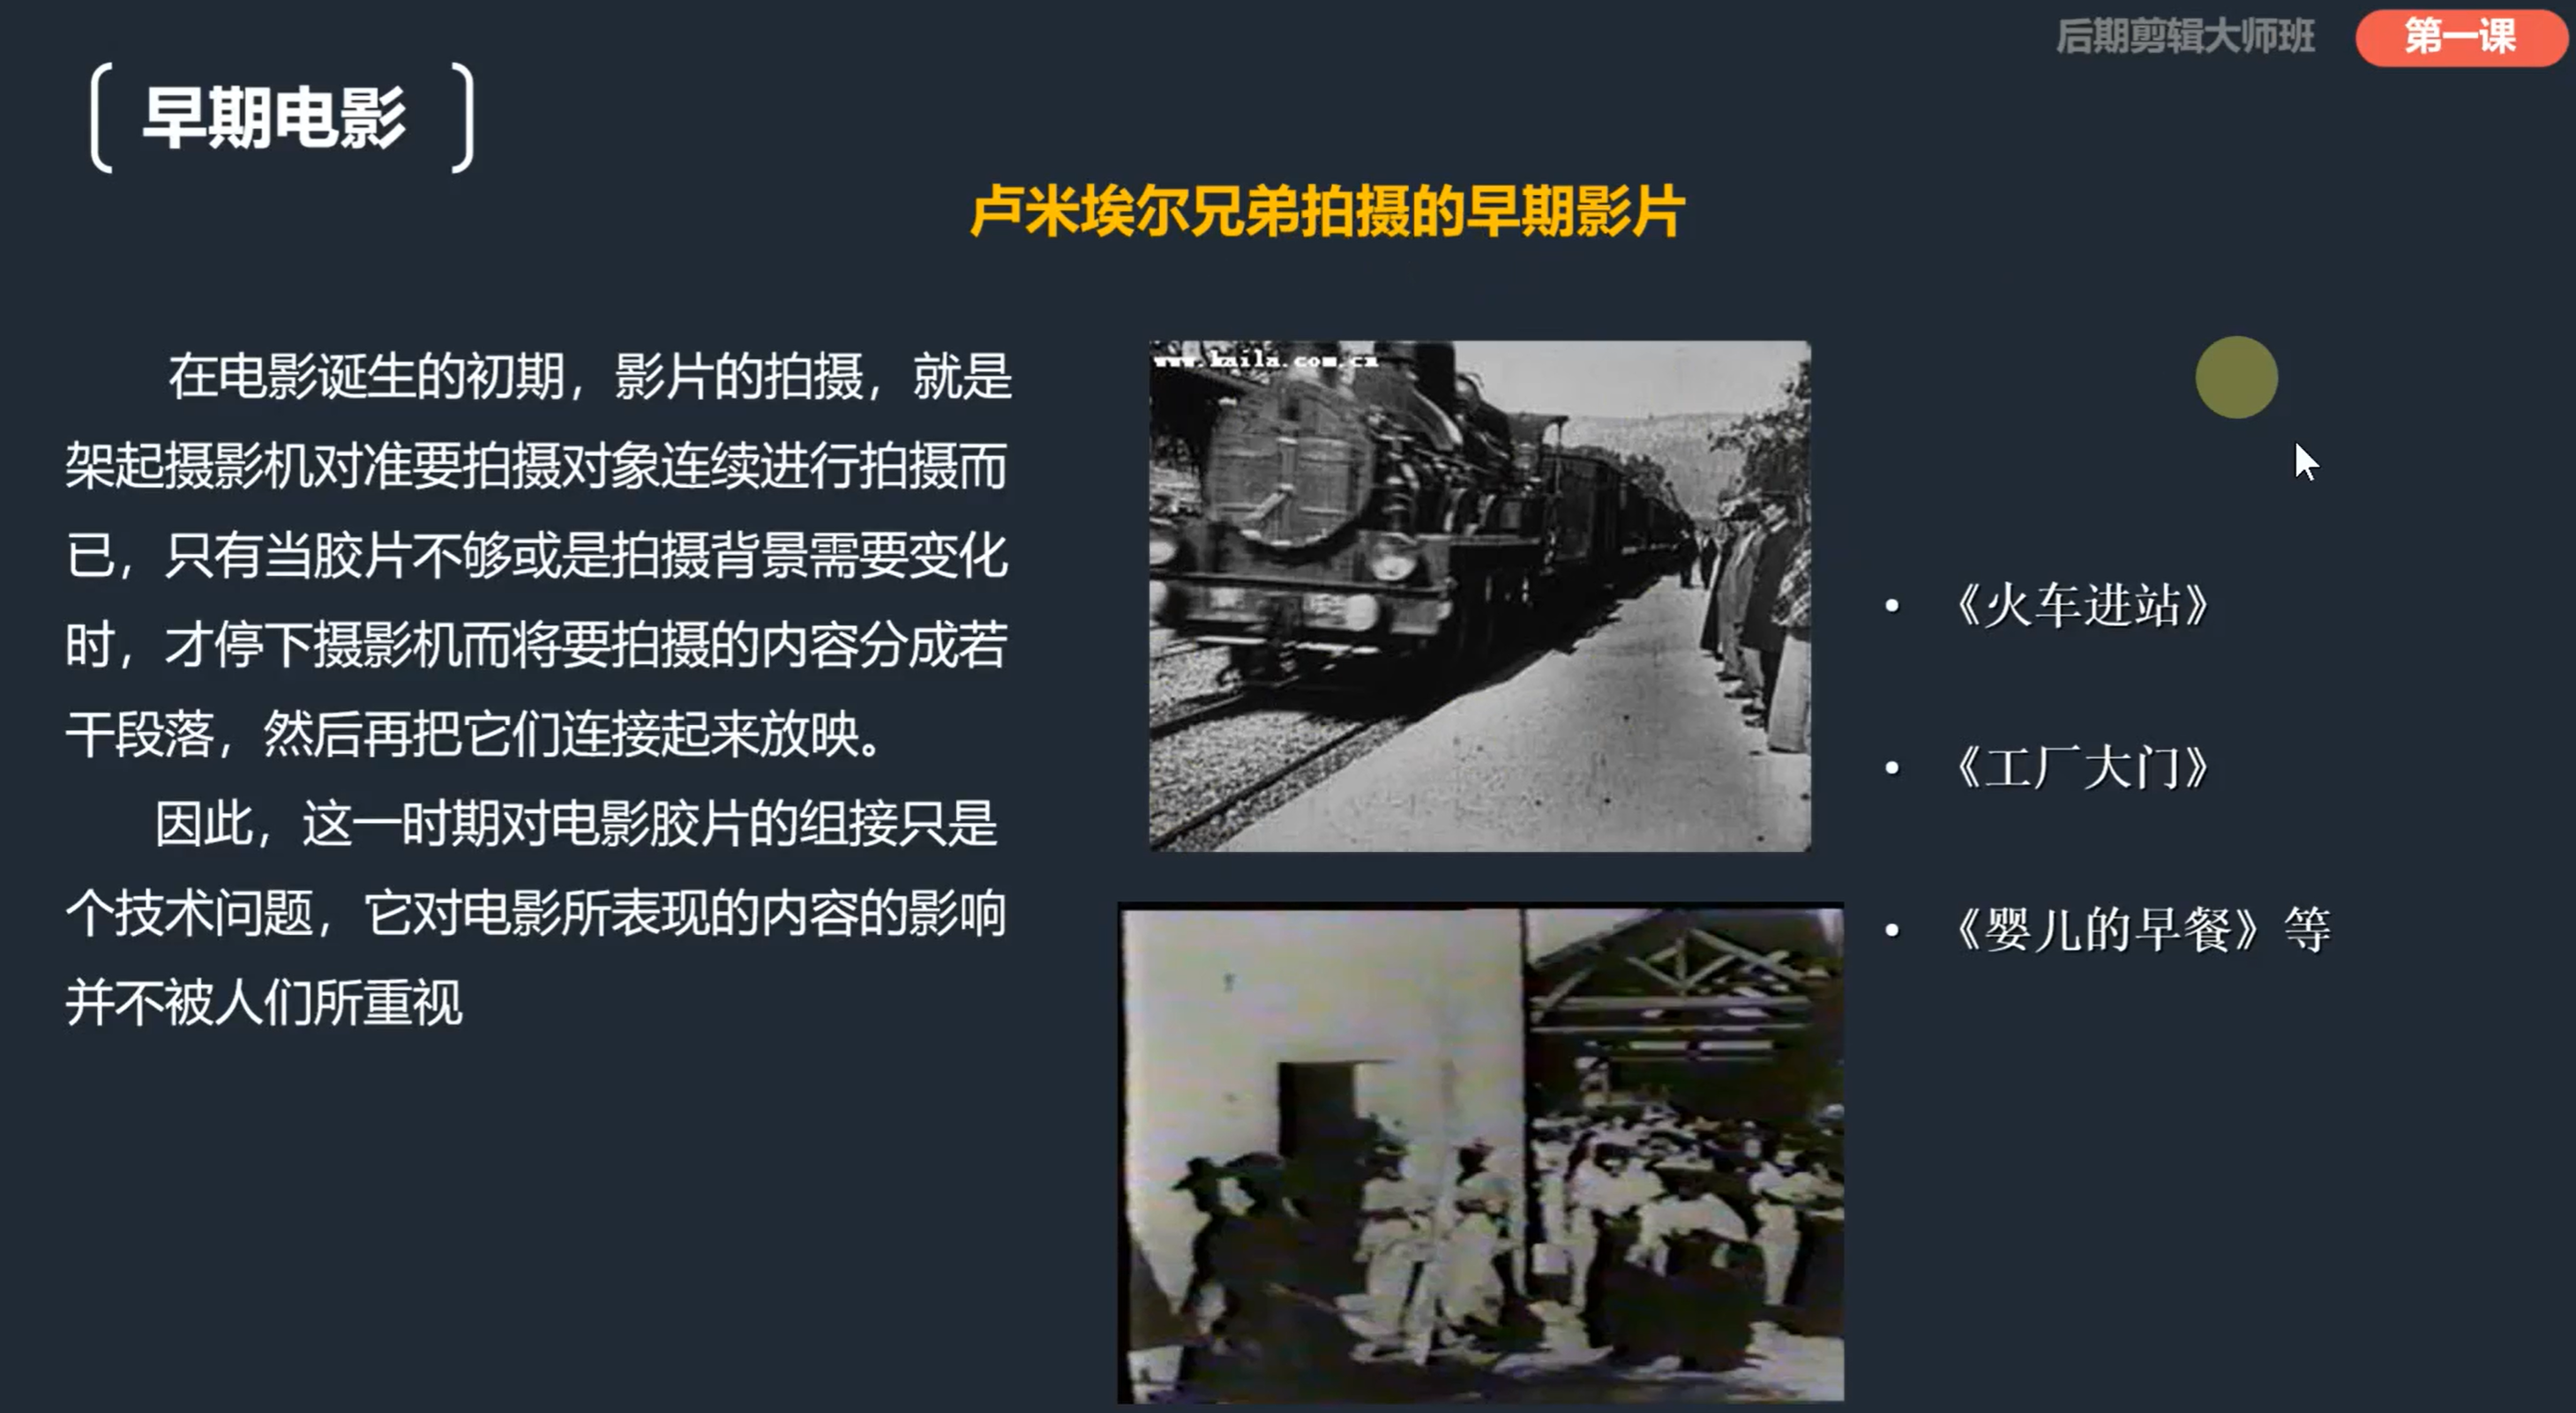 后期剪辑大师班
第一课
早期电影
卢米埃尔兄弟拍摄的早期影片
在电影诞生的初期，影片的拍摄，就是
架起摄影机对准要拍摄对象连续进行拍摄而
已，只有当胶片不够或是拍摄背景需要变化
时，才停下摄影机而将要拍摄的内容分成若
干段落，然后再把它们连接起来放映。
因此，这一时期对电影胶片的组接只是
个技术问题，它对电影所表现的内容的影响
并不被人们所重视
www.kaila.com.cn
• 《火车进站》
• 《工厂大门》
• 《婴儿的早餐》等